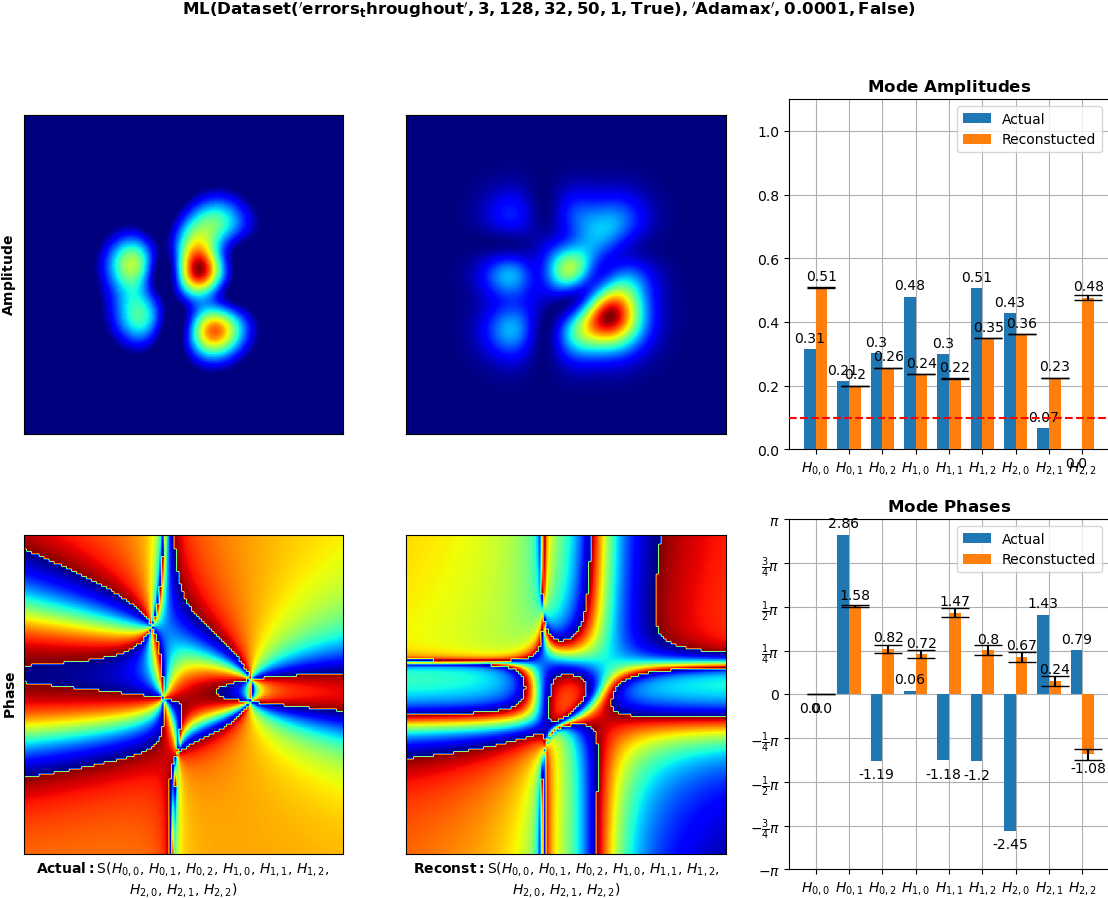 ML(Dataset('errors_throughout', 3, 128, 32, 50, 1, True), 'Adamax', 0.0001, False)
Amplitude
Mode Amplitudes
Actual
Reconstucted
1.0
0.8
0.6
0.4
0.2
0.0
0.31 0.21 0.3 0.48 0.3 0.51 0.43 0.07 0.0
0.51 0.2 0.26 0.24 0.22 0.35 0.36 0.23 0.48
H0,0 H0,1 H0,2 H1,0 H1,1 H1,2 H2,0 H2,1 H2,2
Phase
Mode Phases
Actual
Reconstucted
π
3/4π
1/2π
1/4π
0
−1/4π
−1/2π
−3/4π
−π
0.0 2.86 -1.19 0.06 -1.18 -1.2 -2.45 1.43 0.79
0.0 1.58 0.82 0.72 1.47 0.8 0.67 0.24 -1.08
H0,0 H0,1 H0,2 H1,0 H1,1 H1,2 H2,0 H2,1 H2,2
Actual: S(H0,0, H0,1, H0,2, H1,0, H1,1, H1,2,
H2,0, H2,1, H2,2)
Reconst: S(H0,0, H0,1, H0,2, H1,0, H1,1, H1,2,
H2,0, H2,1, H2,2)